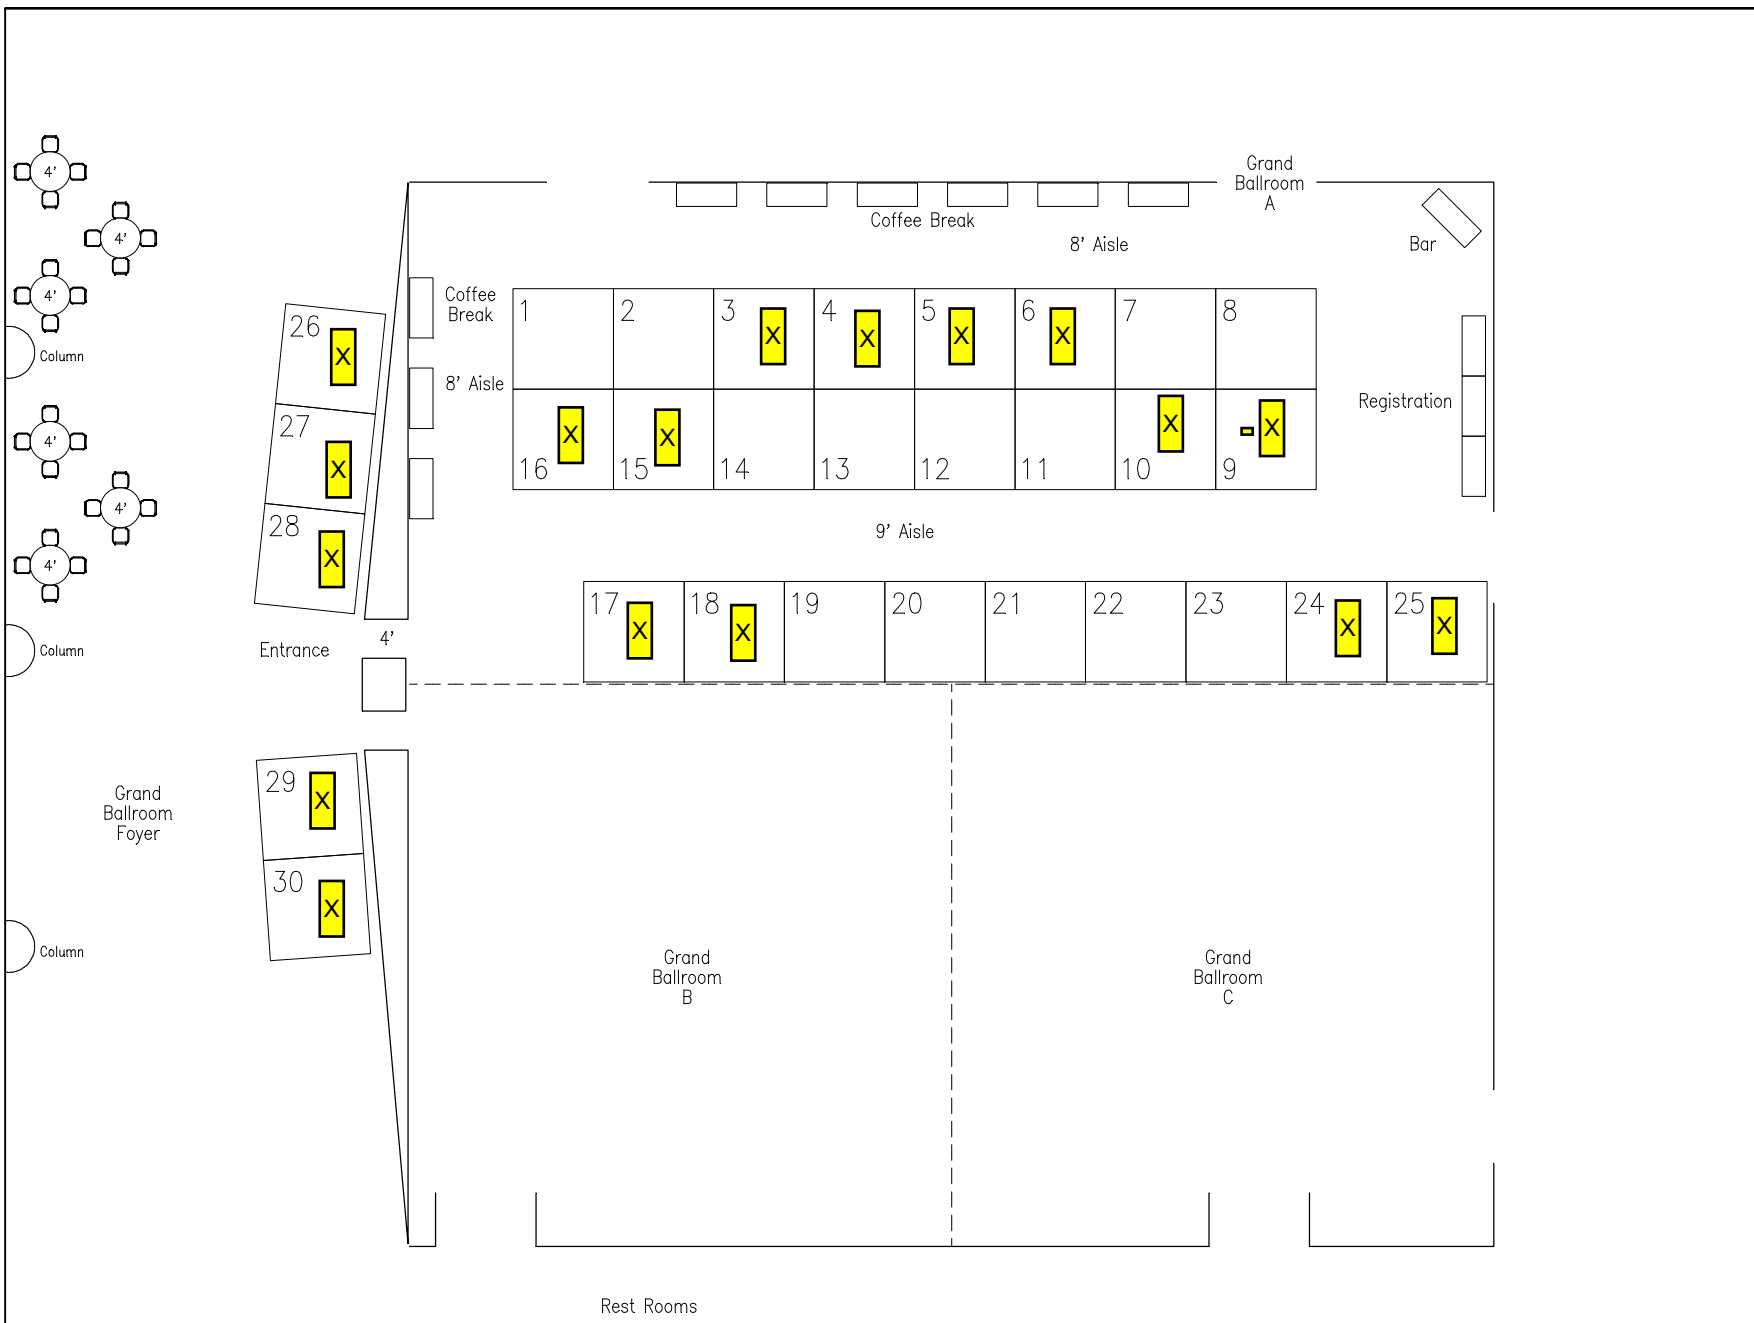 Grand
Ballroom
A
4'
4'
4'
Column
4'
4'
4'
Column
Column
Coffee Break
8' Aisle
Bar
Coffee
Break
8' Aisle
Registration
26
X
27
X
28
X
1
2
3
X
4
X
5
X
6
X
7
8
16
X
15
X
14
13
12
11
10
X
9
X
9' Aisle
17
X
18
X
19
20
21
22
23
24
X
25
X
Entrance
4'
29
X
30
X
Grand
Ballroom
Foyer
Grand
Ballroom
B
Grand
Ballroom
C
Rest Rooms